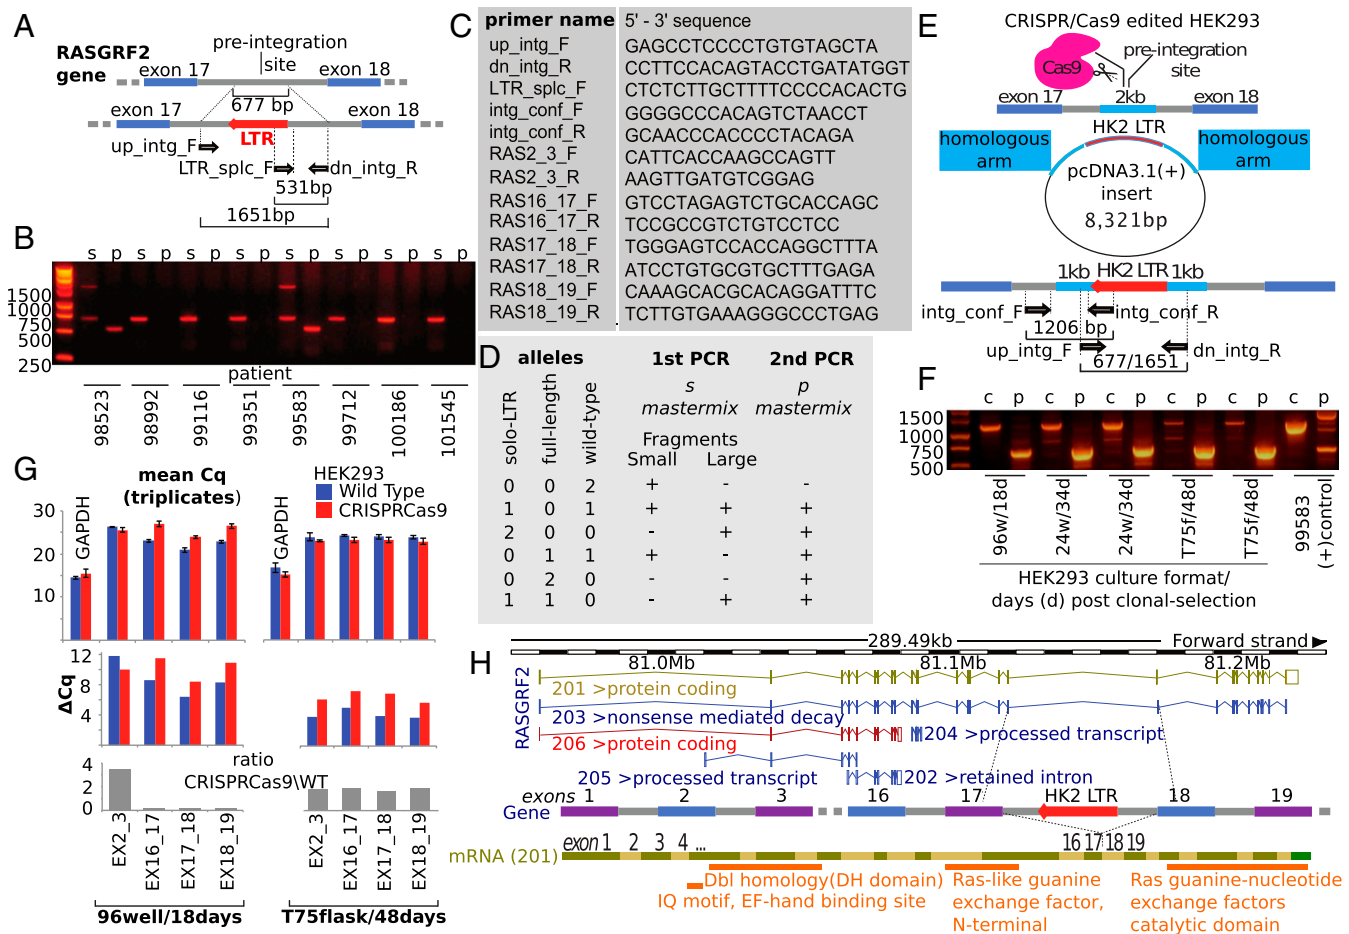 A
RASGRF2
gene
pre-integration
site
exon 17
exon 18
677 bp
exon 17
exon 18
LTR
up_intg_F
LTR_splc_F
dn_intg_R
531bp
1651bp
B
s p s p s p s p s p s p s p s p
1500
750
500
250
patient
98523
98992
99116
99351
99583
99712
100186
101545
C
primer name 5' - 3' sequence
up_intg_F GAGCCTCCCCTGTGTAGCTA
dn_intg_R CCTTCCACAGTACCTGATATGGT
LTR_splc_F CTCTCTTGCTTTTCCCCACACTG
intg_conf_F GGGGCCCACAGTCTAACCT
intg_conf_R GCAACCCACCCCTACAGA
RAS2_3_F CATTCACCAAGCCAGTT
RAS2_3_R AAGTTGATGTCGGAG
RAS16_17_F GTCCTAGAGTCTGCACCAGC
RAS16_17_R TCCGCCGTCTGTCCTCC
RAS17_18_F TGGGAGTCCACCAGGCTTTA
RAS17_18_R ATCCTGTGCGTGCTTTGAGA
RAS18_19_F CAAAGCACGCACAGGATTTC
RAS18_19_R TCTTGTGAAAGGGCCCTGAG
D
alleles 1st PCR 2nd PCR
s p
mastermix mastermix
solo-LTR
full-length
wild-type
Fragments
Small Large
0 0 2 + - -
1 0 1 + + +
2 0 0 - + +
0 1 1 + - +
0 2 0 - - +
1 1 0 - + +
E
CRISPR/Cas9 edited HEK293
Cas9
pre-integration
site
exon 17
2kb
exon 18
homologous
arm
HK2 LTR
homologous
arm
pcDNA3.1(+)
insert
8,321bp
1kb HK2 LTR 1kb
intg_conf_F
intg_conf_R
1206 bp
up_intg_F
dn_intg_R
677/1651
F
c p c p c p c p c p c p
1500
1000
750
500
96w/18d
24w/34d
24w/34d
T75f/48d
T75f/48d
99583
(+)control
HEK293 culture format/
days (d) post clonal-selection
G
mean Cq
(triplicates)
HEK293
Wild Type
CRISPRCas9
30
20
10
GAPDH
GAPDH
ΔCq
12
8
4
ratio
CRISPRCas9\WT
4
2
0
2
0
EX2_3
EX16_17
EX17_18
EX18_19
EX2_3
EX16_17
EX17_18
EX18_19
96well/18days
T75flask/48days
H
289.49kb
Forward strand
81.0Mb
81.1Mb
81.2Mb
RASGRF2
201 >protein coding
203 >nonsense mediated decay
206 >protein coding
204 >processed transcript
205 >processed transcript
202 >retained intron
exons 1 2 3 16 17 HK2 LTR 18 19
Gene
exon 1 2 3 4 ... 16 17 18 19
mRNA (201)
Dbl homology(DH domain)
IQ motif, EF-hand binding site
Ras-like guanine
exchange factor,
N-terminal
Ras guanine-nucleotide
exchange factors
catalytic domain